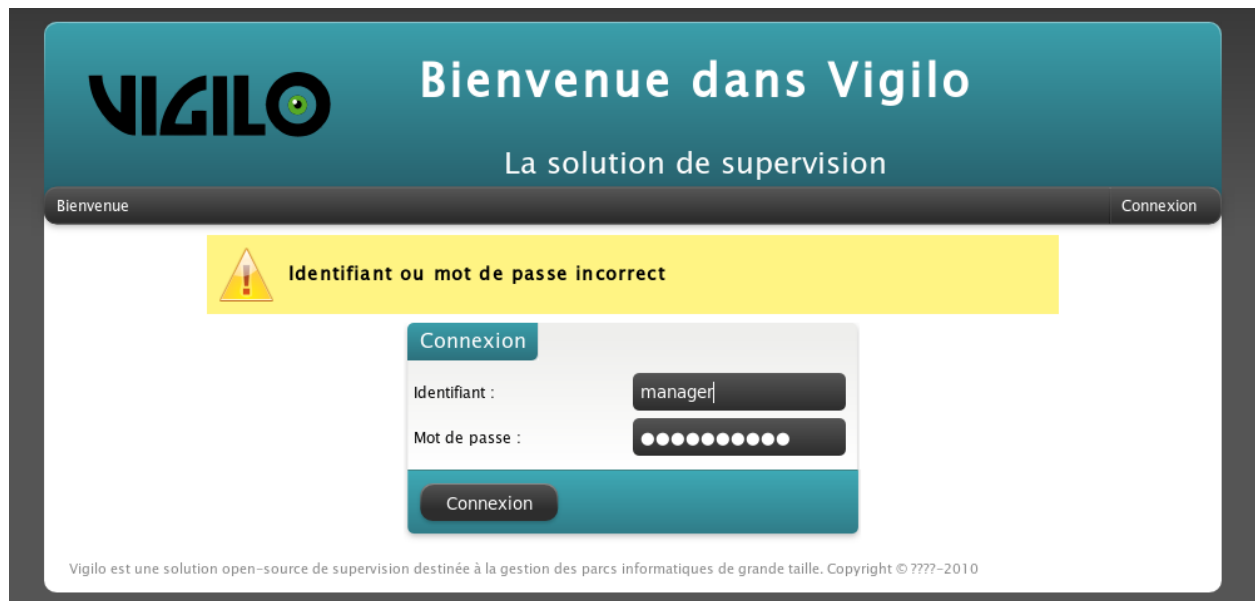 VIGILO
Bienvenue dans Vigilo
La solution de supervision
Bienvenue
Connexion
Identifiant ou mot de passe incorrect
Connexion
Identifiant :
manager
Mot de passe :
●●●●●●●●●●
Connexion
Vigilo est une solution open-source de supervision destinée à la gestion des parcs informatiques de grande taille. Copyright © ????-2010